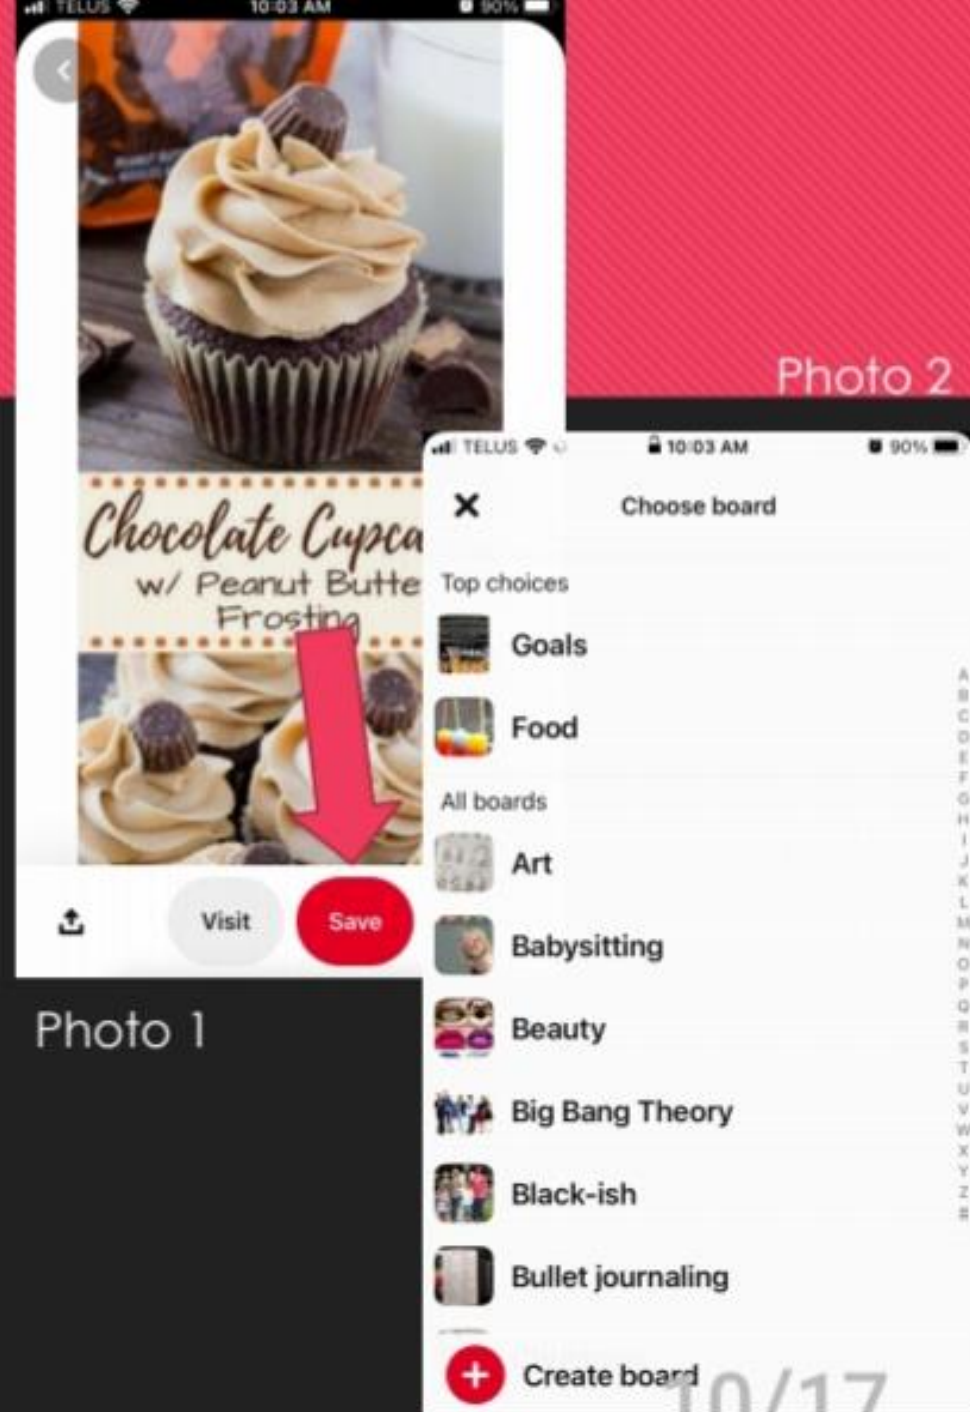 TELUS 10:03 AM 90%
Chocolate Cupca
w/ Peanut Butte
Frosting
Visit
Save
Photo 1
Photo 2
TELUS 10:03 AM 90%
Choose board
Top choices
Goals
Food
All boards
Art
Babysitting
Beauty
Big Bang Theory
Black-ish
Bullet journaling
Create board
10/17
A
B
C
D
E
F
G
H
I
J
K
L
M
N
O
P
Q
R
S
T
U
V
W
X
Y
Z
#